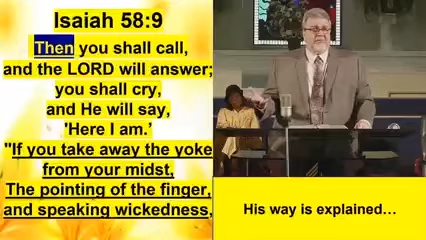 Isaiah 58:9
Then you shall call,
and the LORD will answer;
you shall cry,
and He will say,
'Here I am.’
"If you take away the yoke
from your midst,
The pointing of the finger,
and speaking wickedness,
His way is explained…